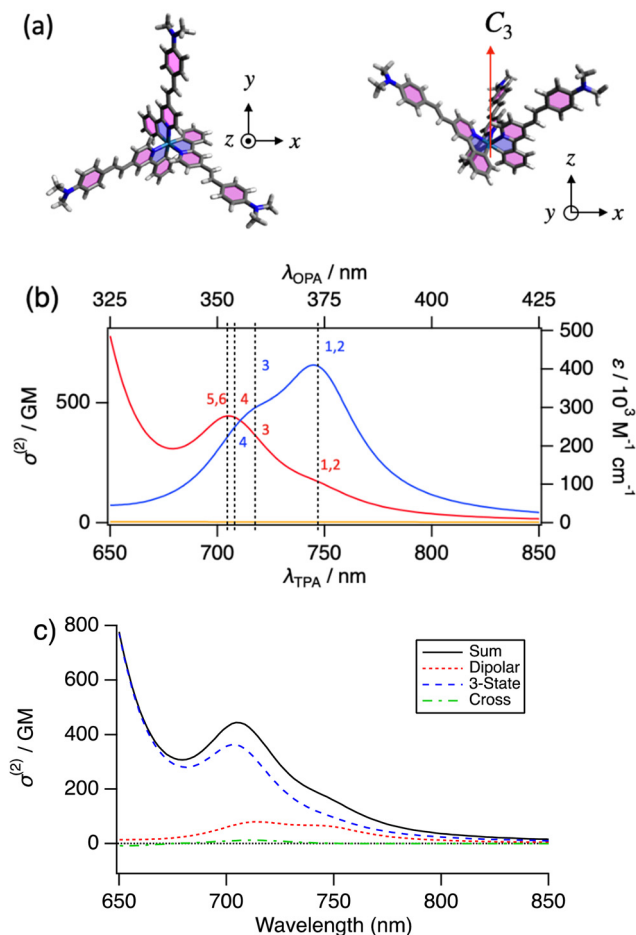 (a)
C₃
y
z
x
z
y
x
λOPA / nm
(b)
325
350
375
400
425
500
400
300
200
100
0
ε / 10³ M⁻¹ cm⁻¹
σ⁽²⁾ / GM
500
0
1,2
3
5,6
4
4
3
1,2
650
700
750
800
850
λTPA / nm
c)
800
600
400
200
0
σ⁽²⁾ / GM
Sum
Dipolar
3-State
Cross
650
700
750
800
850
Wavelength (nm)